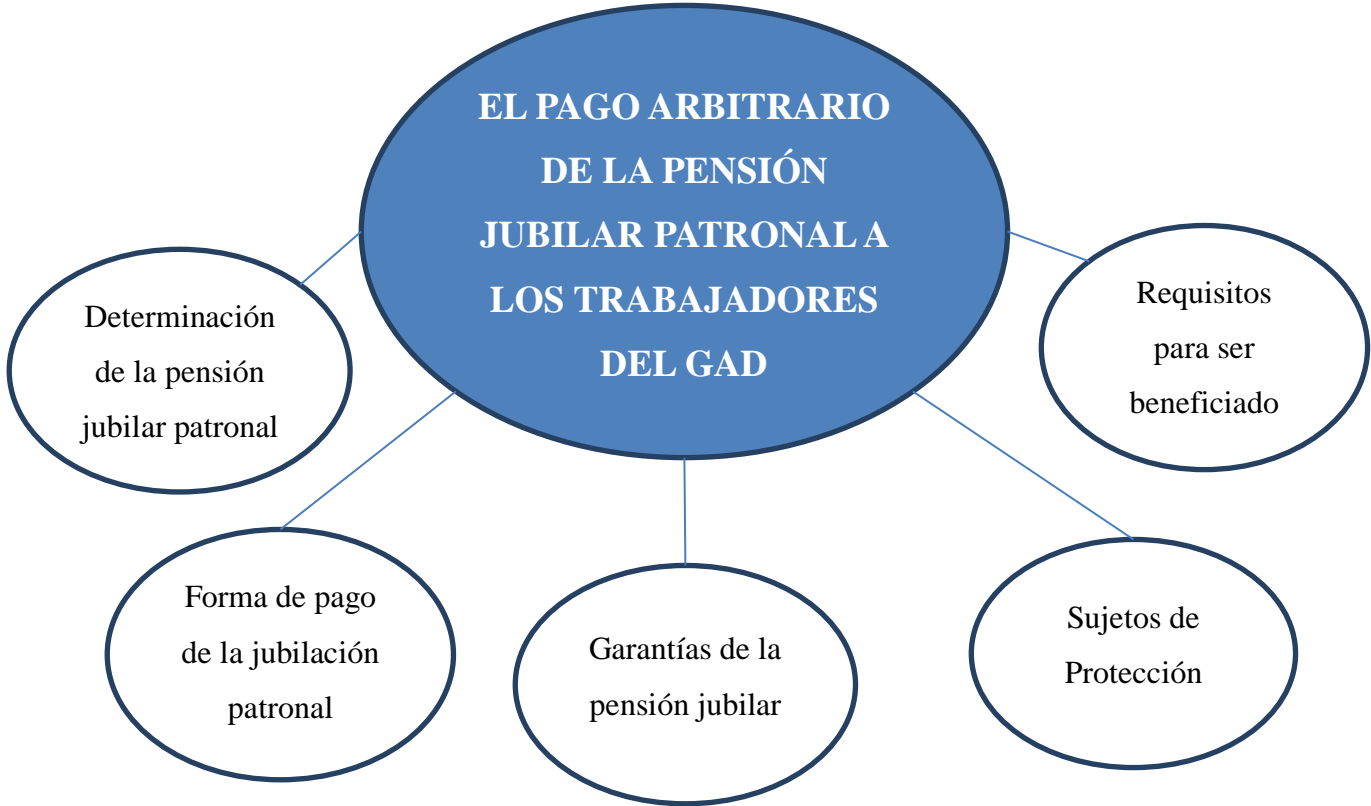 EL PAGO ARBITRARIO
DE LA PENSIÓN
JUBILAR PATRONAL A
LOS TRABAJADORES
DEL GAD
Determinación
de la pensión
jubilar patronal
Forma de pago
de la jubilación
patronal
Garantías de la
pensión jubilar
Sujetos de
Protección
Requisitos
para ser
beneficiado